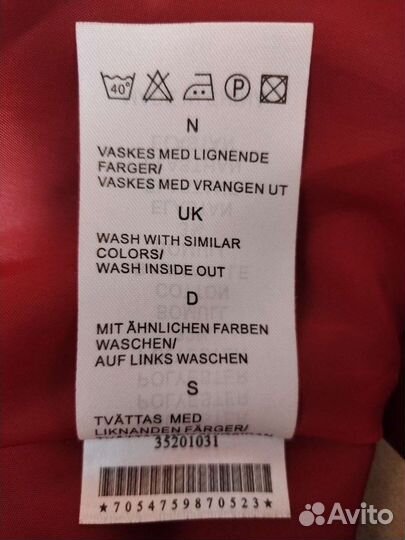 40°
P
N
VASKES MED LIGNENDE
FARGER/
VASKES MED VRANGEN UT
UK
WASH WITH SIMILAR
COLORS/
WASH INSIDE OUT
D
MIT ÄHNLICHEN FARBEN
WASCHEN/
AUF LINKS WASCHEN
S
TVÄTTAS MED
LIKNANDEN FÄRGER/
35201031
*7054759870523*
Avito